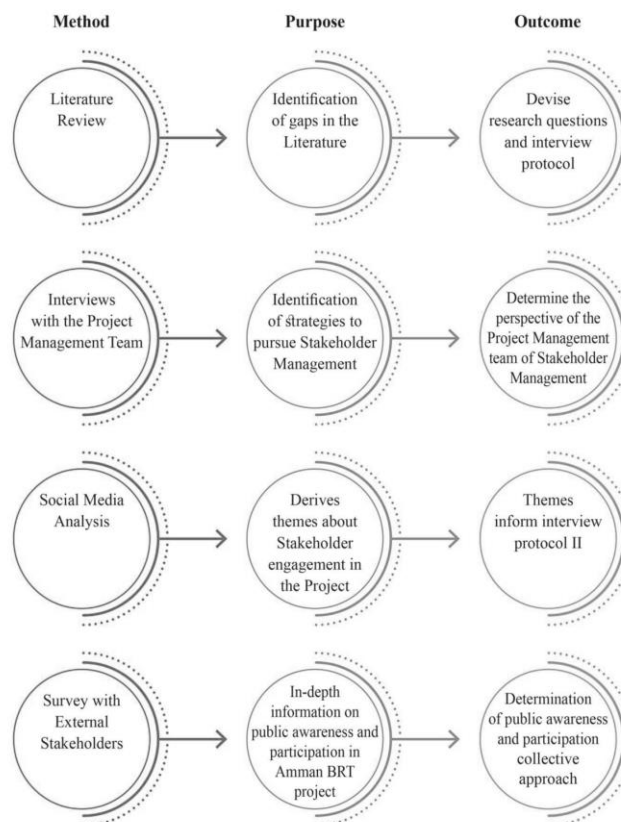 Method
Purpose
Outcome
Literature
Review
Identification
of gaps in the
Literature
Devise
research questions
and interview
protocol
Interviews
with the Project
Management Team
Identification
of strategies to
pursue Stakeholder
Management
Determine the
perspective of the
Project Management
team of Stakeholder
Management
Social Media
Analysis
Derives
themes about
Stakeholder
engagement in
the Project
Themes
inform interview
protocol II
Survey with
External
Stakeholders
In-depth
information on
public awareness and
participation in
Amman BRT
project
Determination
of public awareness
and participation
collective
approach